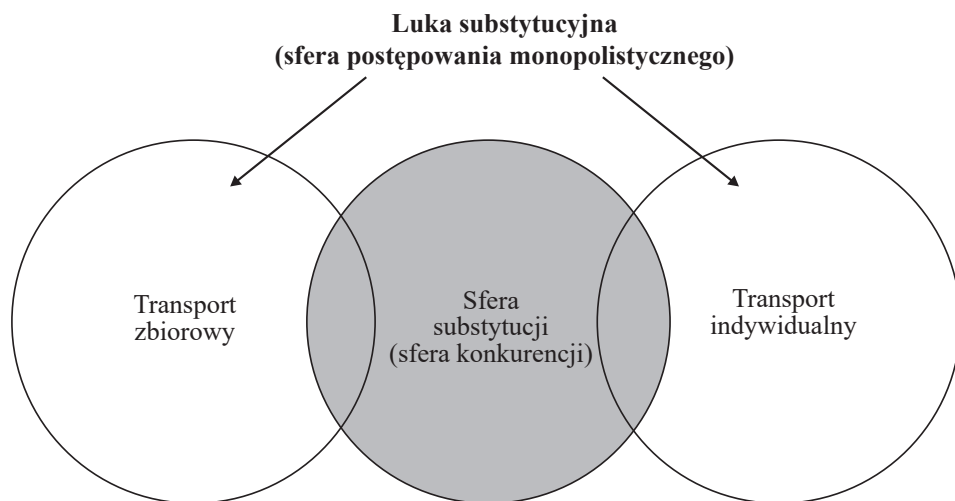 Luka substytucyjna
(sfera postępowania monopolistycznego)
Transport
zbiorowy
Sfera
substytucji
(sfera konkurencji)
Transport
indywidualny